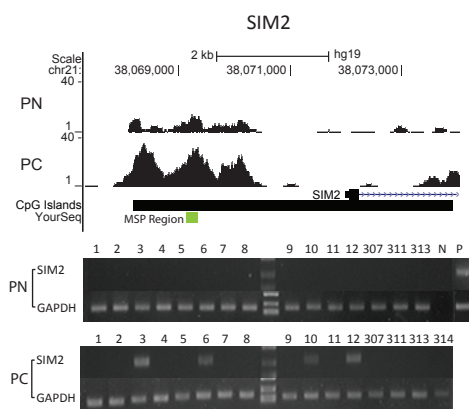 SIM2
Scale 2 kb hg19
chr21: 38,069,000 38,071,000 38,073,000
40
PN
1
40
PC
1
SIM2
CpG Islands
YourSeq MSP Region
1 2 3 4 5 6 7 8 9 10 11 12 307 311 313 N P
PN SIM2
GAPDH
1 2 3 4 5 6 7 8 9 10 11 12 307 311 313 314
PC SIM2
GAPDH